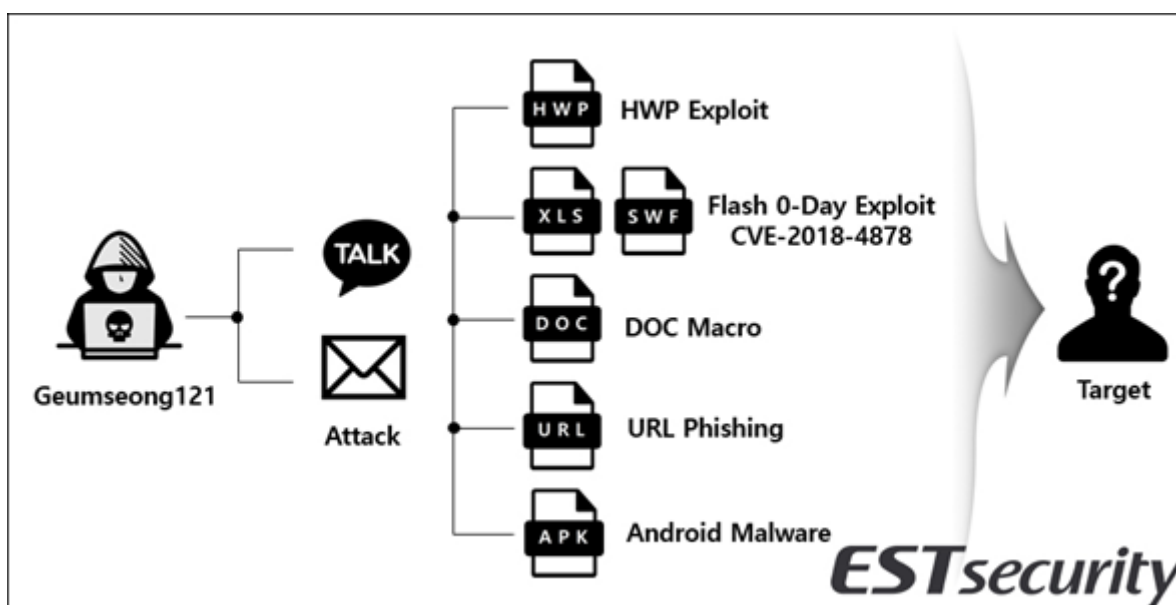 Geumseong121
TALK
Attack
HWP
HWP Exploit
XLS
SWF
Flash 0-Day Exploit
CVE-2018-4878
DOC
DOC Macro
URL
URL Phishing
APK
Android Malware
?
Target
ESTsecurity